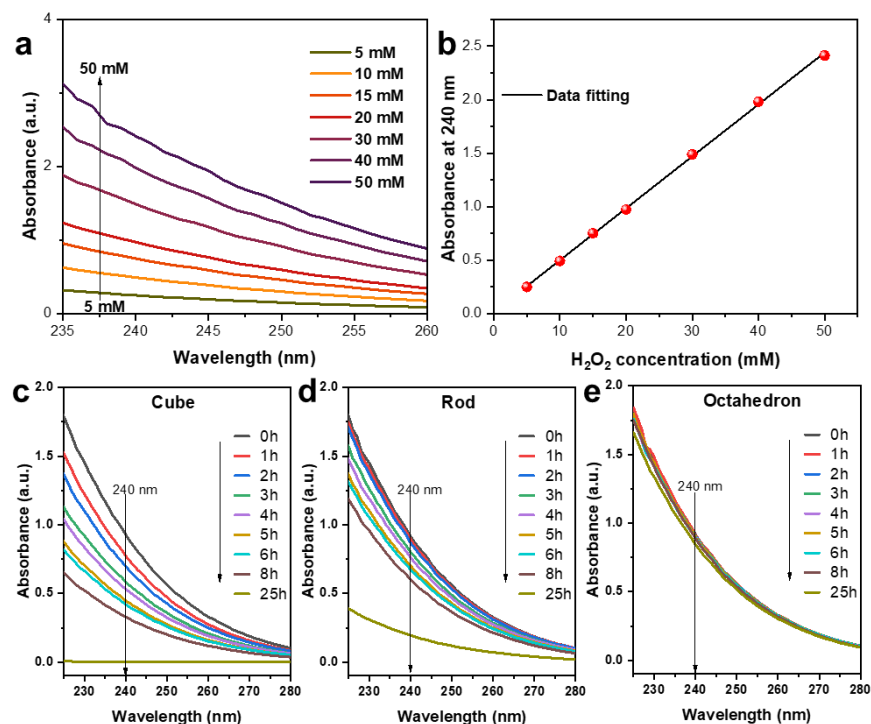 a
Absorbance (a.u.)
4
2
0
50 mM
5 mM
5 mM
10 mM
15 mM
20 mM
30 mM
40 mM
50 mM
235 240 245 250 255 260
Wavelength (nm)
b
Absorbance at 240 nm
2.5
2.0
1.5
1.0
0.5
0.0
Data fitting
0 10 20 30 40 50
H₂O₂ concentration (mM)
c
Cube
Absorbance (a.u.)
2.0
1.5
1.0
0.5
0.0
240 nm
0h
1h
2h
3h
4h
5h
6h
8h
25h
230 240 250 260 270 280
Wavelength (nm)
d
Rod
Absorbance (a.u.)
2.0
1.5
1.0
0.5
0.0
240 nm
0h
1h
2h
3h
4h
5h
6h
8h
25h
230 240 250 260 270 280
Wavelength (nm)
e
Octahedron
Absorbance (a.u.)
2.0
1.5
1.0
0.5
0.0
240 nm
0h
1h
2h
3h
4h
5h
6h
8h
25h
230 240 250 260 270 280
Wavelength (nm)